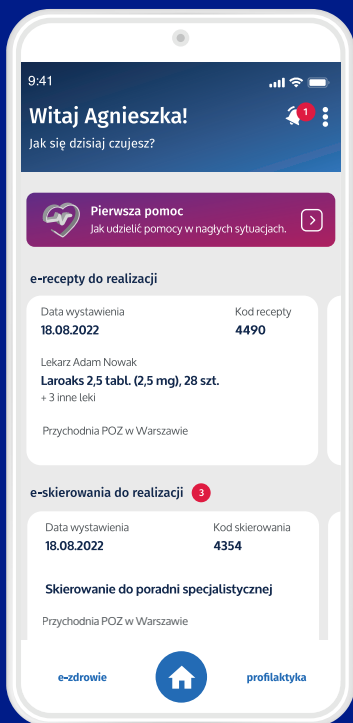 9:41
Witaj Agnieszka!
1
Jak się dzisiaj czujesz?
Pierwsza pomoc
Jak udzielić pomocy w nagłych sytuacjach.
e-recepty do realizacji
Data wystawienia Kod recepty
18.08.2022 4490
Lekarz Adam Nowak
Laroaks 2,5 tabl. (2,5 mg), 28 szt.
+ 3 inne leki
Przychodnia POZ w Warszawie
e-skierowania do realizacji 3
Data wystawienia Kod skierowania
18.08.2022 4354
Skierowanie do poradni specjalistycznej
Przychodnia POZ w Warszawie
e-zdrowie profilaktyka